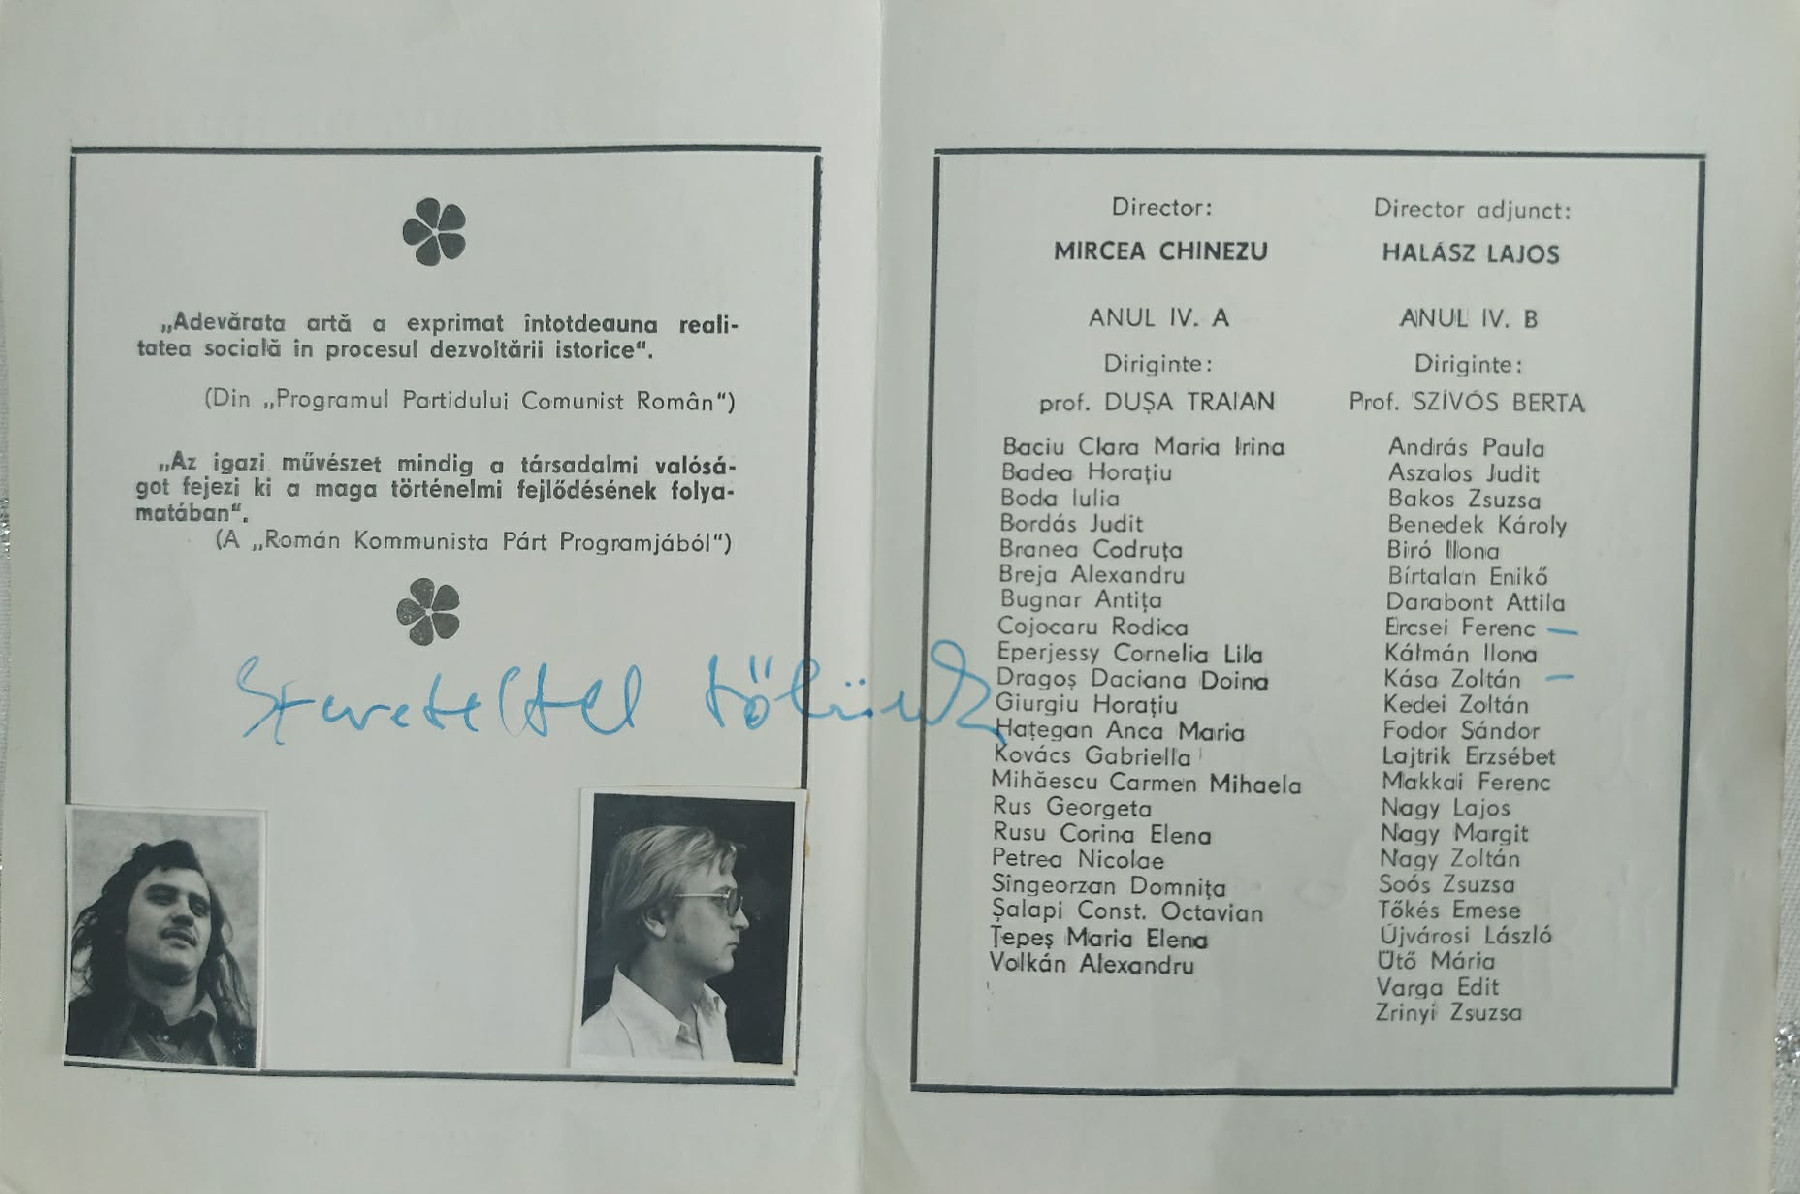 „Adevărata artă a exprimat întotdeauna reali-
tatea socială în procesul dezvoltării istorice“.
(Din „Programul Partidului Comunist Român“)
„Az igazi művészet mindig a társadalmi valósá-
got fejezi ki a maga történelmi fejlődésének folya-
matában“.
(A „Román Kommunista Párt Programjából“)
Szeretettel tőlünk
Director:
MIRCEA CHINEZU
ANUL IV. A
Diriginte:
prof. DUȘA TRAIAN
Baciu Clara Maria Irina
Badea Horațiu
Boda Iulia
Bordás Judit
Branea Codruța
Breja Alexandru
Bugnar Antița
Cojocaru Rodica
Eperjessy Cornelia Lila
Dragoș Daciana Doina
Giurgiu Horațiu
Hațegan Anca Maria
Kovács Gabriella
Mihăescu Carmen Mihaela
Rus Georgeta
Rusu Corina Elena
Petrea Nicolae
Sîngeorzan Domnița
Șalapi Const. Octavian
Țepeș Maria Elena
Volkán Alexandru
Director adjunct:
HALÁSZ LAJOS
ANUL IV. B
Diriginte:
Prof. SZÍVÓS BERTA
András Paula
Aszalos Judit
Bakos Zsuzsa
Benedek Károly
Biró Ilona
Bírtalan Enikő
Darabont Attila
Ercsei Ferenc —
Kálmán Ilona
Kása Zoltán —
Kedei Zoltán
Fodor Sándor
Lajtrik Erzsébet
Makkai Ferenc
Nagy Lajos
Nagy Margit
Nagy Zoltán
Soós Zsuzsa
Tőkés Emese
Újvárosi László
Ütő Mária
Varga Edit
Zrinyi Zsuzsa